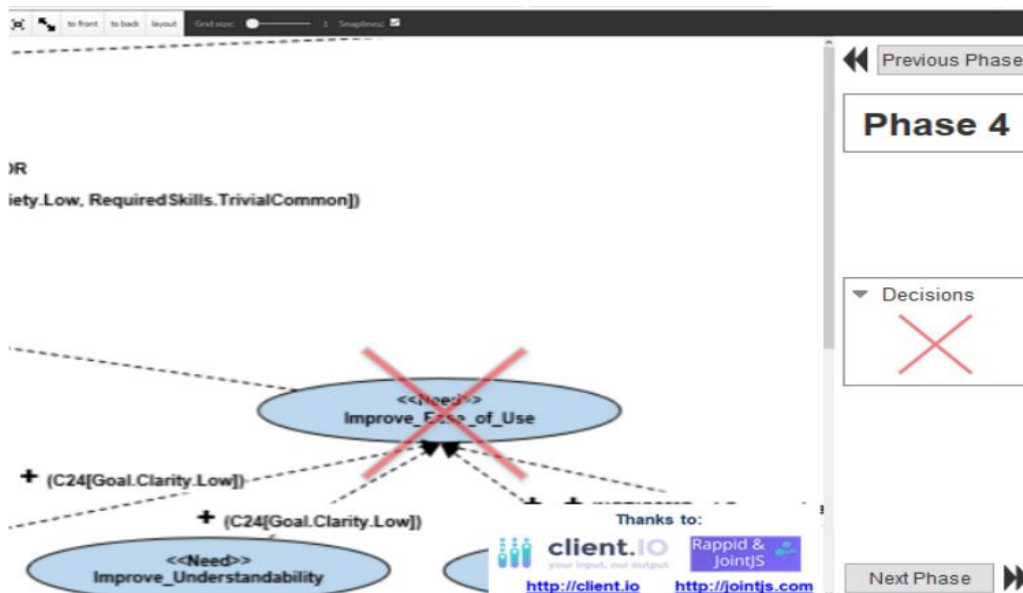 to front to back layout Grid size: 1 Snaplines:
Previous Phase
Phase 4
OR
iety.Low, RequiredSkills.TrivialCommon])
Decisions
<<Need>>
Improve_Ease_of_Use
+ (C24[Goal.Clarity.Low])
+ (C24[Goal.Clarity.Low])
+ +
<<Need>>
Improve_Understandability
Thanks to:
client.IO
your input, our output
Rappid &
JointJS
http://client.io http://jointjs.com
Next Phase